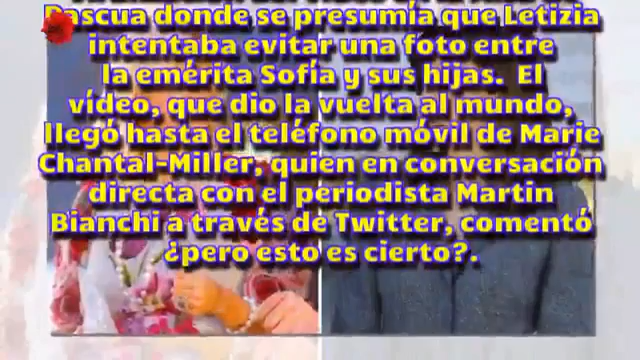 Pascua donde se presumía que Letizia
intentaba evitar una foto entre
la emérita Sofía y sus hijas. El
vídeo, que dio la vuelta al mundo,
llegó hasta el teléfono móvil de Marie
Chantal-Miller, quien en conversación
directa con el periodista Martin
Bianchi a través de Twitter, comentó
¿pero esto es cierto?.